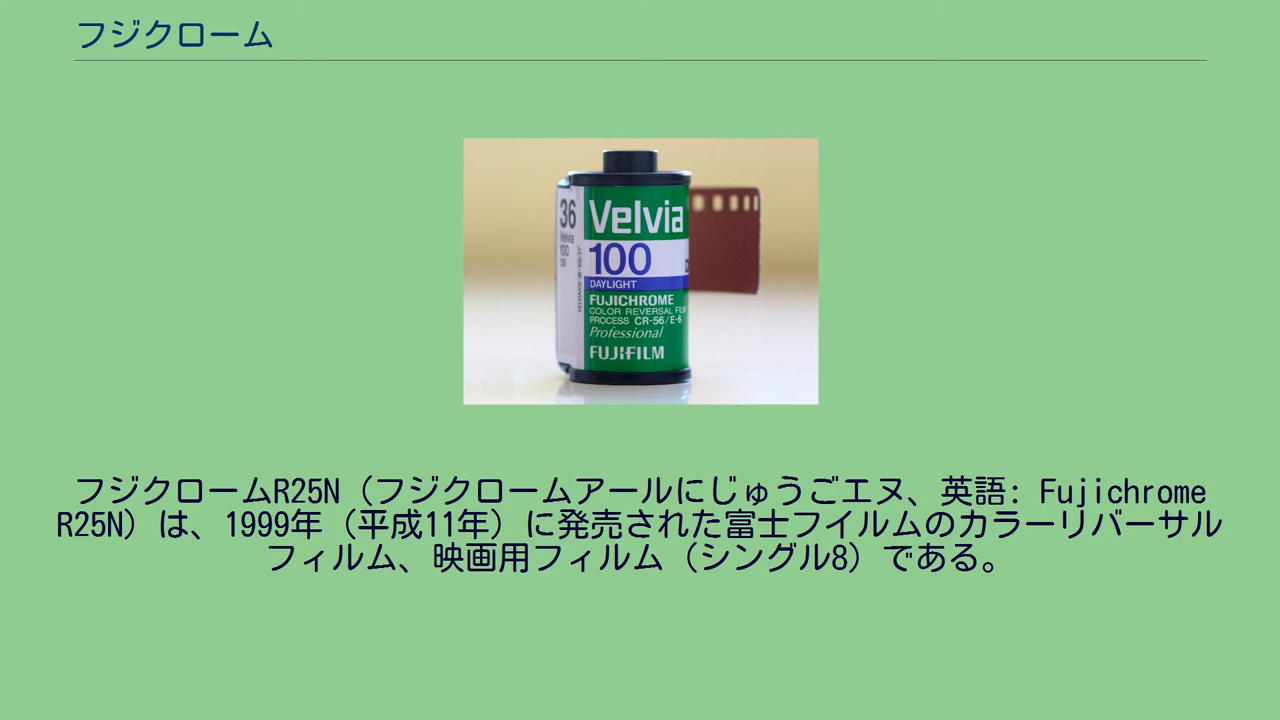 フジクローム
36
Velvia
100
Velvia
100
DAYLIGHT
FUJICHROME
COLOR REVERSAL FILM
PROCESS CR-56/E-6
Professional
FUJIFILM
フジクロームR25N（フジクロームアールにじゅうごエヌ、英語: Fujichrome
R25N）は、1999年（平成11年）に発売された富士フイルムのカラーリバーサル
フィルム、映画用フィルム（シングル8）である。